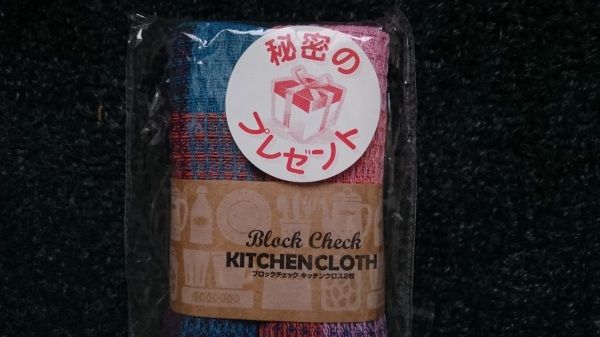 秘密の
プレゼント
Block Check
KITCHEN CLOTH
ブロックチェック キッチンクロス2枚